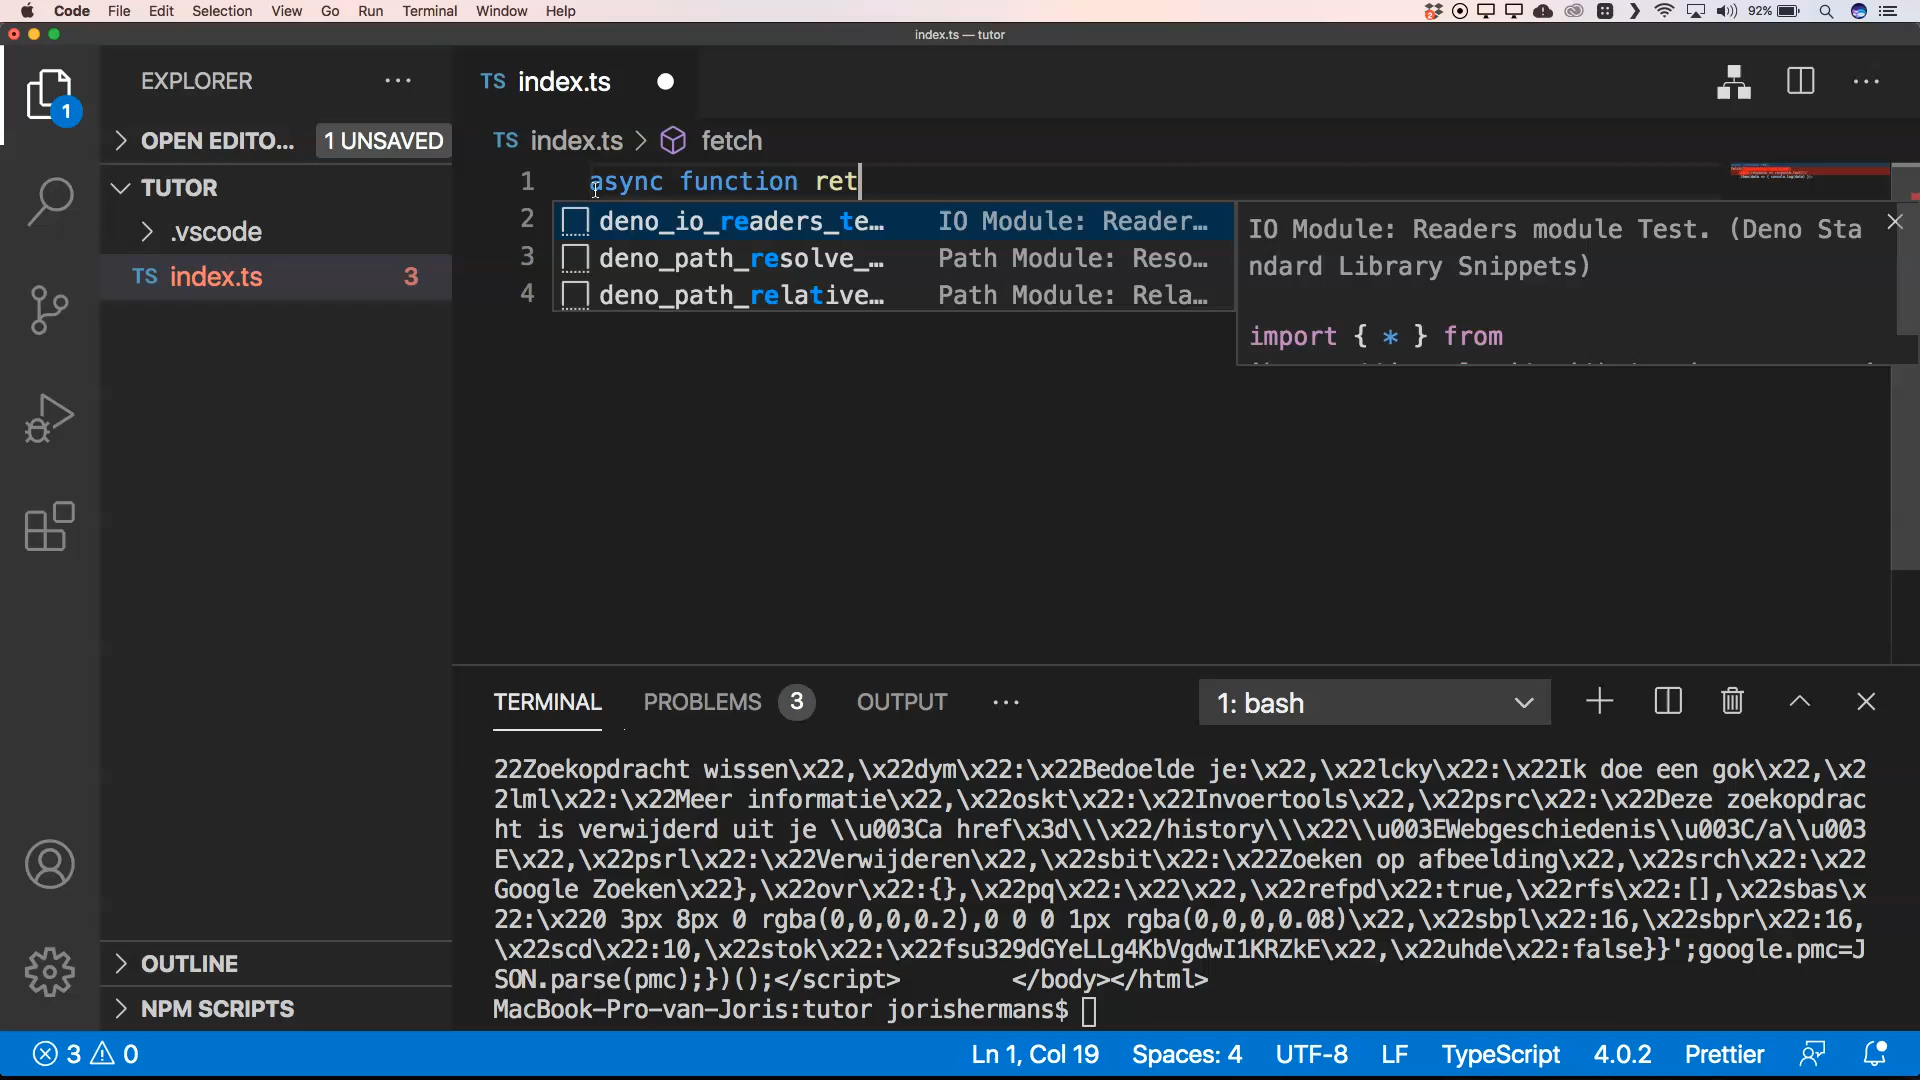 Code File Edit Selection View Go Run Terminal Window Help 92%
index.ts — tutor
EXPLORER
TS index.ts
OPEN EDITO... 1 UNSAVED
TS index.ts > fetch
TUTOR
.vscode
TS index.ts 3
1 async function ret
2
3
4
deno_io_readers_te… IO Module: Reader…
deno_path_resolve_… Path Module: Reso…
deno_path_relative… Path Module: Rela…
IO Module: Readers module Test. (Deno Sta
ndard Library Snippets)
import { * } from
TERMINAL PROBLEMS 3 OUTPUT 1: bash
22Zoekopdracht wissen\x22,\x22dym\x22:\x22Bedoelde je:\x22,\x22lcky\x22:\x22Ik doe een gok\x22,\x2
2lml\x22:\x22Meer informatie\x22,\x22oskt\x22:\x22Invoertools\x22,\x22psrc\x22:\x22Deze zoekopdrac
ht is verwijderd uit je \\u003Ca href\x3d\\\x22/history\\\x22\\u003EWebgeschiedenis\\u003C/a\\u003
E\x22,\x22psrl\x22:\x22Verwijderen\x22,\x22sbit\x22:\x22Zoeken op afbeelding\x22,\x22srch\x22:\x22
Google Zoeken\x22},\x22ovr\x22:{},\x22pq\x22:\x22\x22,\x22refpd\x22:true,\x22rfs\x22:[],\x22sbas\x
22:\x220 3px 8px 0 rgba(0,0,0,0.2),0 0 0 1px rgba(0,0,0,0.08)\x22,\x22sbpl\x22:16,\x22sbpr\x22:16,
\x22scd\x22:10,\x22stok\x22:\x22fsu329dGYeLLg4KbVgdwI1KRZkE\x22,\x22uhde\x22:false}}';google.pmc=J
SON.parse(pmc);})();</script> </body></html>
MacBook-Pro-van-Joris:tutor jorishermans$
OUTLINE
NPM SCRIPTS
3 0 Ln 1, Col 19 Spaces: 4 UTF-8 LF TypeScript 4.0.2 Prettier